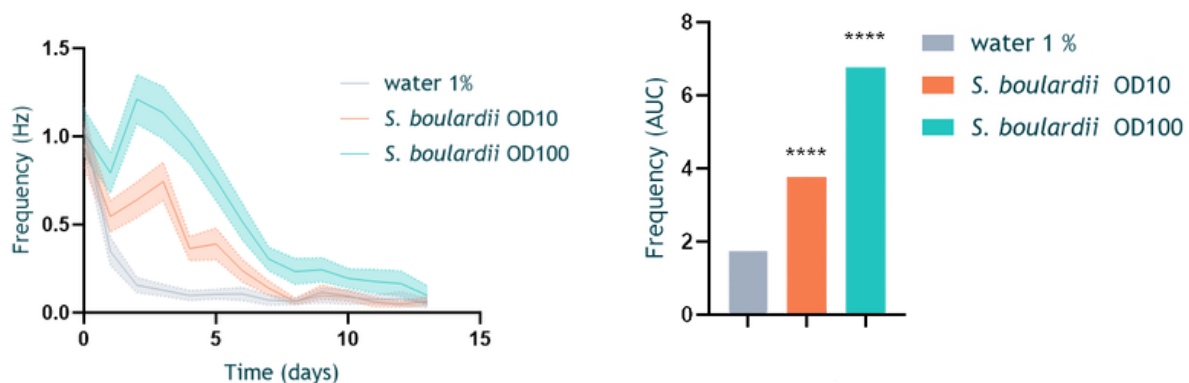 1.5
1.0
0.5
0.0
Frequency (Hz)
0
5
10
15
Time (days)
water 1%
S. boulardii OD10
S. boulardii OD100
8
6
4
2
0
Frequency (AUC)
****
****
water 1 %
S. boulardii OD10
S. boulardii OD100